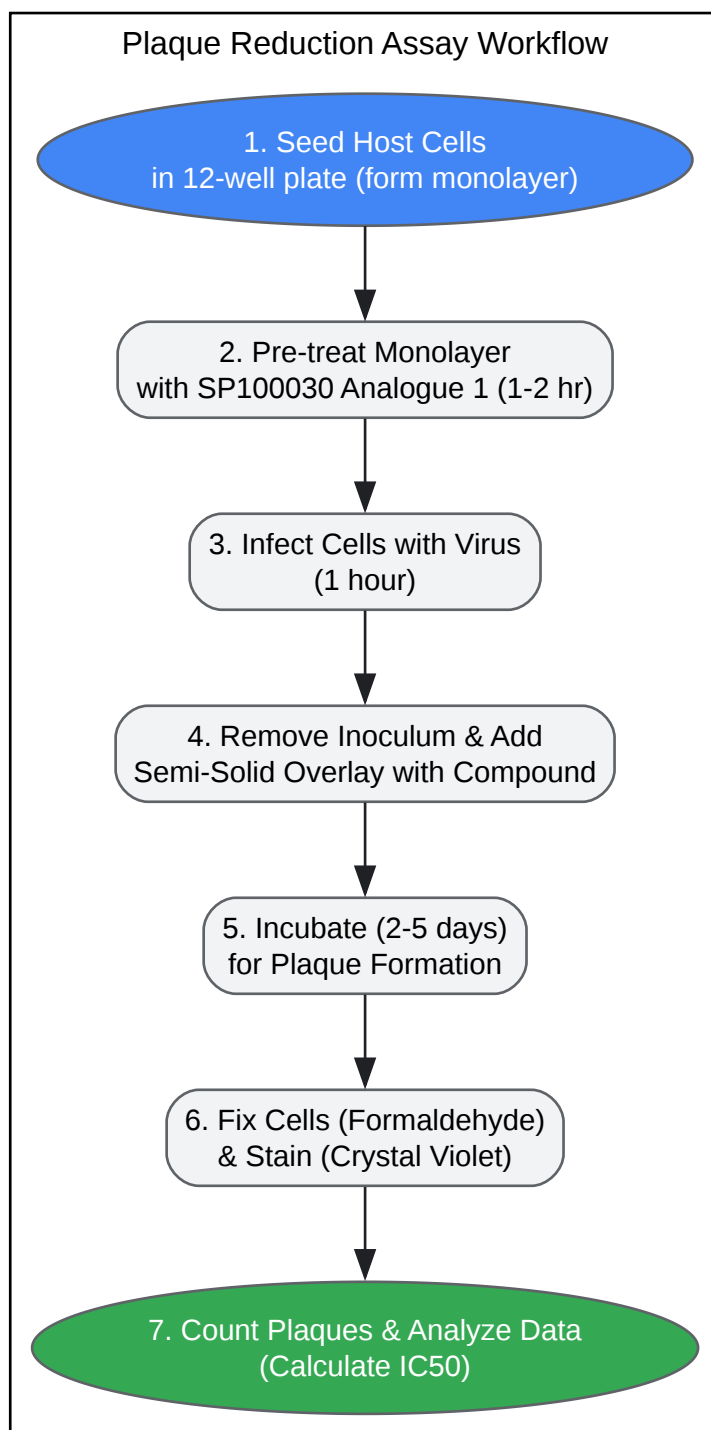 Plaque Reduction Assay Workflow
1. Seed Host Cells
in 12-well plate (form monolayer)
2. Pre-treat Monolayer
with SP100030 Analogue 1 (1-2 hr)
3. Infect Cells with Virus
(1 hour)
4. Remove Inoculum & Add
Semi-Solid Overlay with Compound
5. Incubate (2-5 days)
for Plaque Formation
6. Fix Cells (Formaldehyde)
& Stain (Crystal Violet)
7. Count Plaques & Analyze Data
(Calculate IC50)